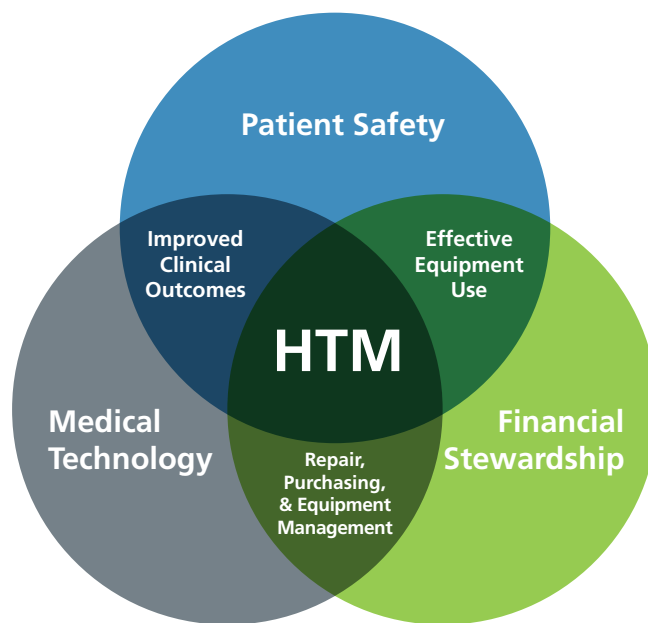 Patient Safety
Improved
Clinical
Outcomes
Effective
Equipment
Use
HTM
Medical
Technology
Financial
Stewardship
Repair,
Purchasing,
& Equipment
Management